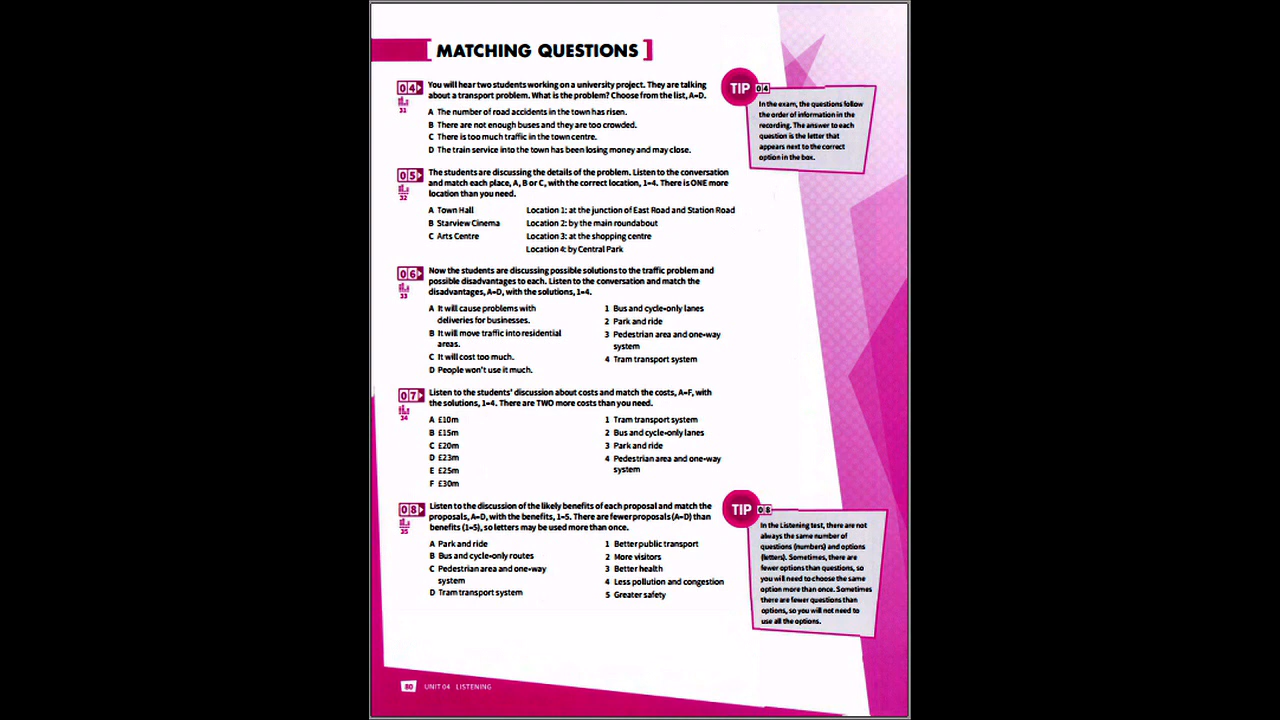 MATCHING QUESTIONS
04
31
You will hear two students working on a university project. They are talking
about a transport problem. What is the problem? Choose from the list, A–D.
A The number of road accidents in the town has risen.
B There are not enough buses and they are too crowded.
C There is too much traffic in the town centre.
D The train service into the town has been losing money and may close.
TIP 04
In the exam, the questions follow
the order of information in the
recording. The answer to each
question is the letter that
appears next to the correct
option in the box.
05
32
The students are discussing the details of the problem. Listen to the conversation
and match each place, A, B or C, with the correct location, 1–4. There is ONE more
location than you need.
A Town Hall
B Starview Cinema
C Arts Centre
Location 1: at the junction of East Road and Station Road
Location 2: by the main roundabout
Location 3: at the shopping centre
Location 4: by Central Park
06
33
Now the students are discussing possible solutions to the traffic problem and
possible disadvantages to each. Listen to the conversation and match the
disadvantages, A–D, with the solutions, 1–4.
A It will cause problems with
deliveries for businesses.
B It will move traffic into residential
areas.
C It will cost too much.
D People won't use it much.
1 Bus and cycle-only lanes
2 Park and ride
3 Pedestrian area and one-way
system
4 Tram transport system
07
34
Listen to the students' discussion about costs and match the costs, A–F, with
the solutions, 1–4. There are TWO more costs than you need.
A £10m
B £15m
C £20m
D £23m
E £25m
F £30m
1 Tram transport system
2 Bus and cycle-only lanes
3 Park and ride
4 Pedestrian area and one-way
system
08
35
Listen to the discussion of the likely benefits of each proposal and match the
proposals, A–D, with the benefits, 1–5. There are fewer proposals (A–D) than
benefits (1–5), so letters may be used more than once.
A Park and ride
B Bus and cycle-only routes
C Pedestrian area and one-way
system
D Tram transport system
1 Better public transport
2 More visitors
3 Better health
4 Less pollution and congestion
5 Greater safety
TIP 08
In the Listening test, there are not
always the same number of
questions (numbers) and options
(letters). Sometimes, there are
fewer options than questions, so
you will need to choose the same
option more than once. Sometimes
there are fewer questions than
options, so you will not need to
use all the options.
80 UNIT 04 LISTENING